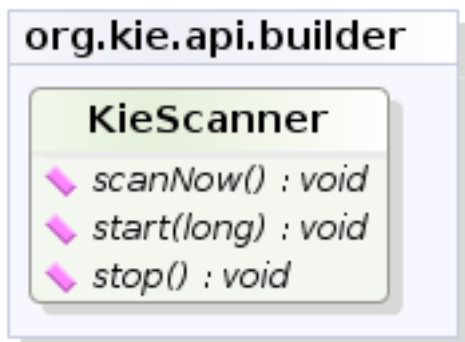 org.kie.api.builder
KieScanner
scanNow() : void
start(long) : void
stop() : void